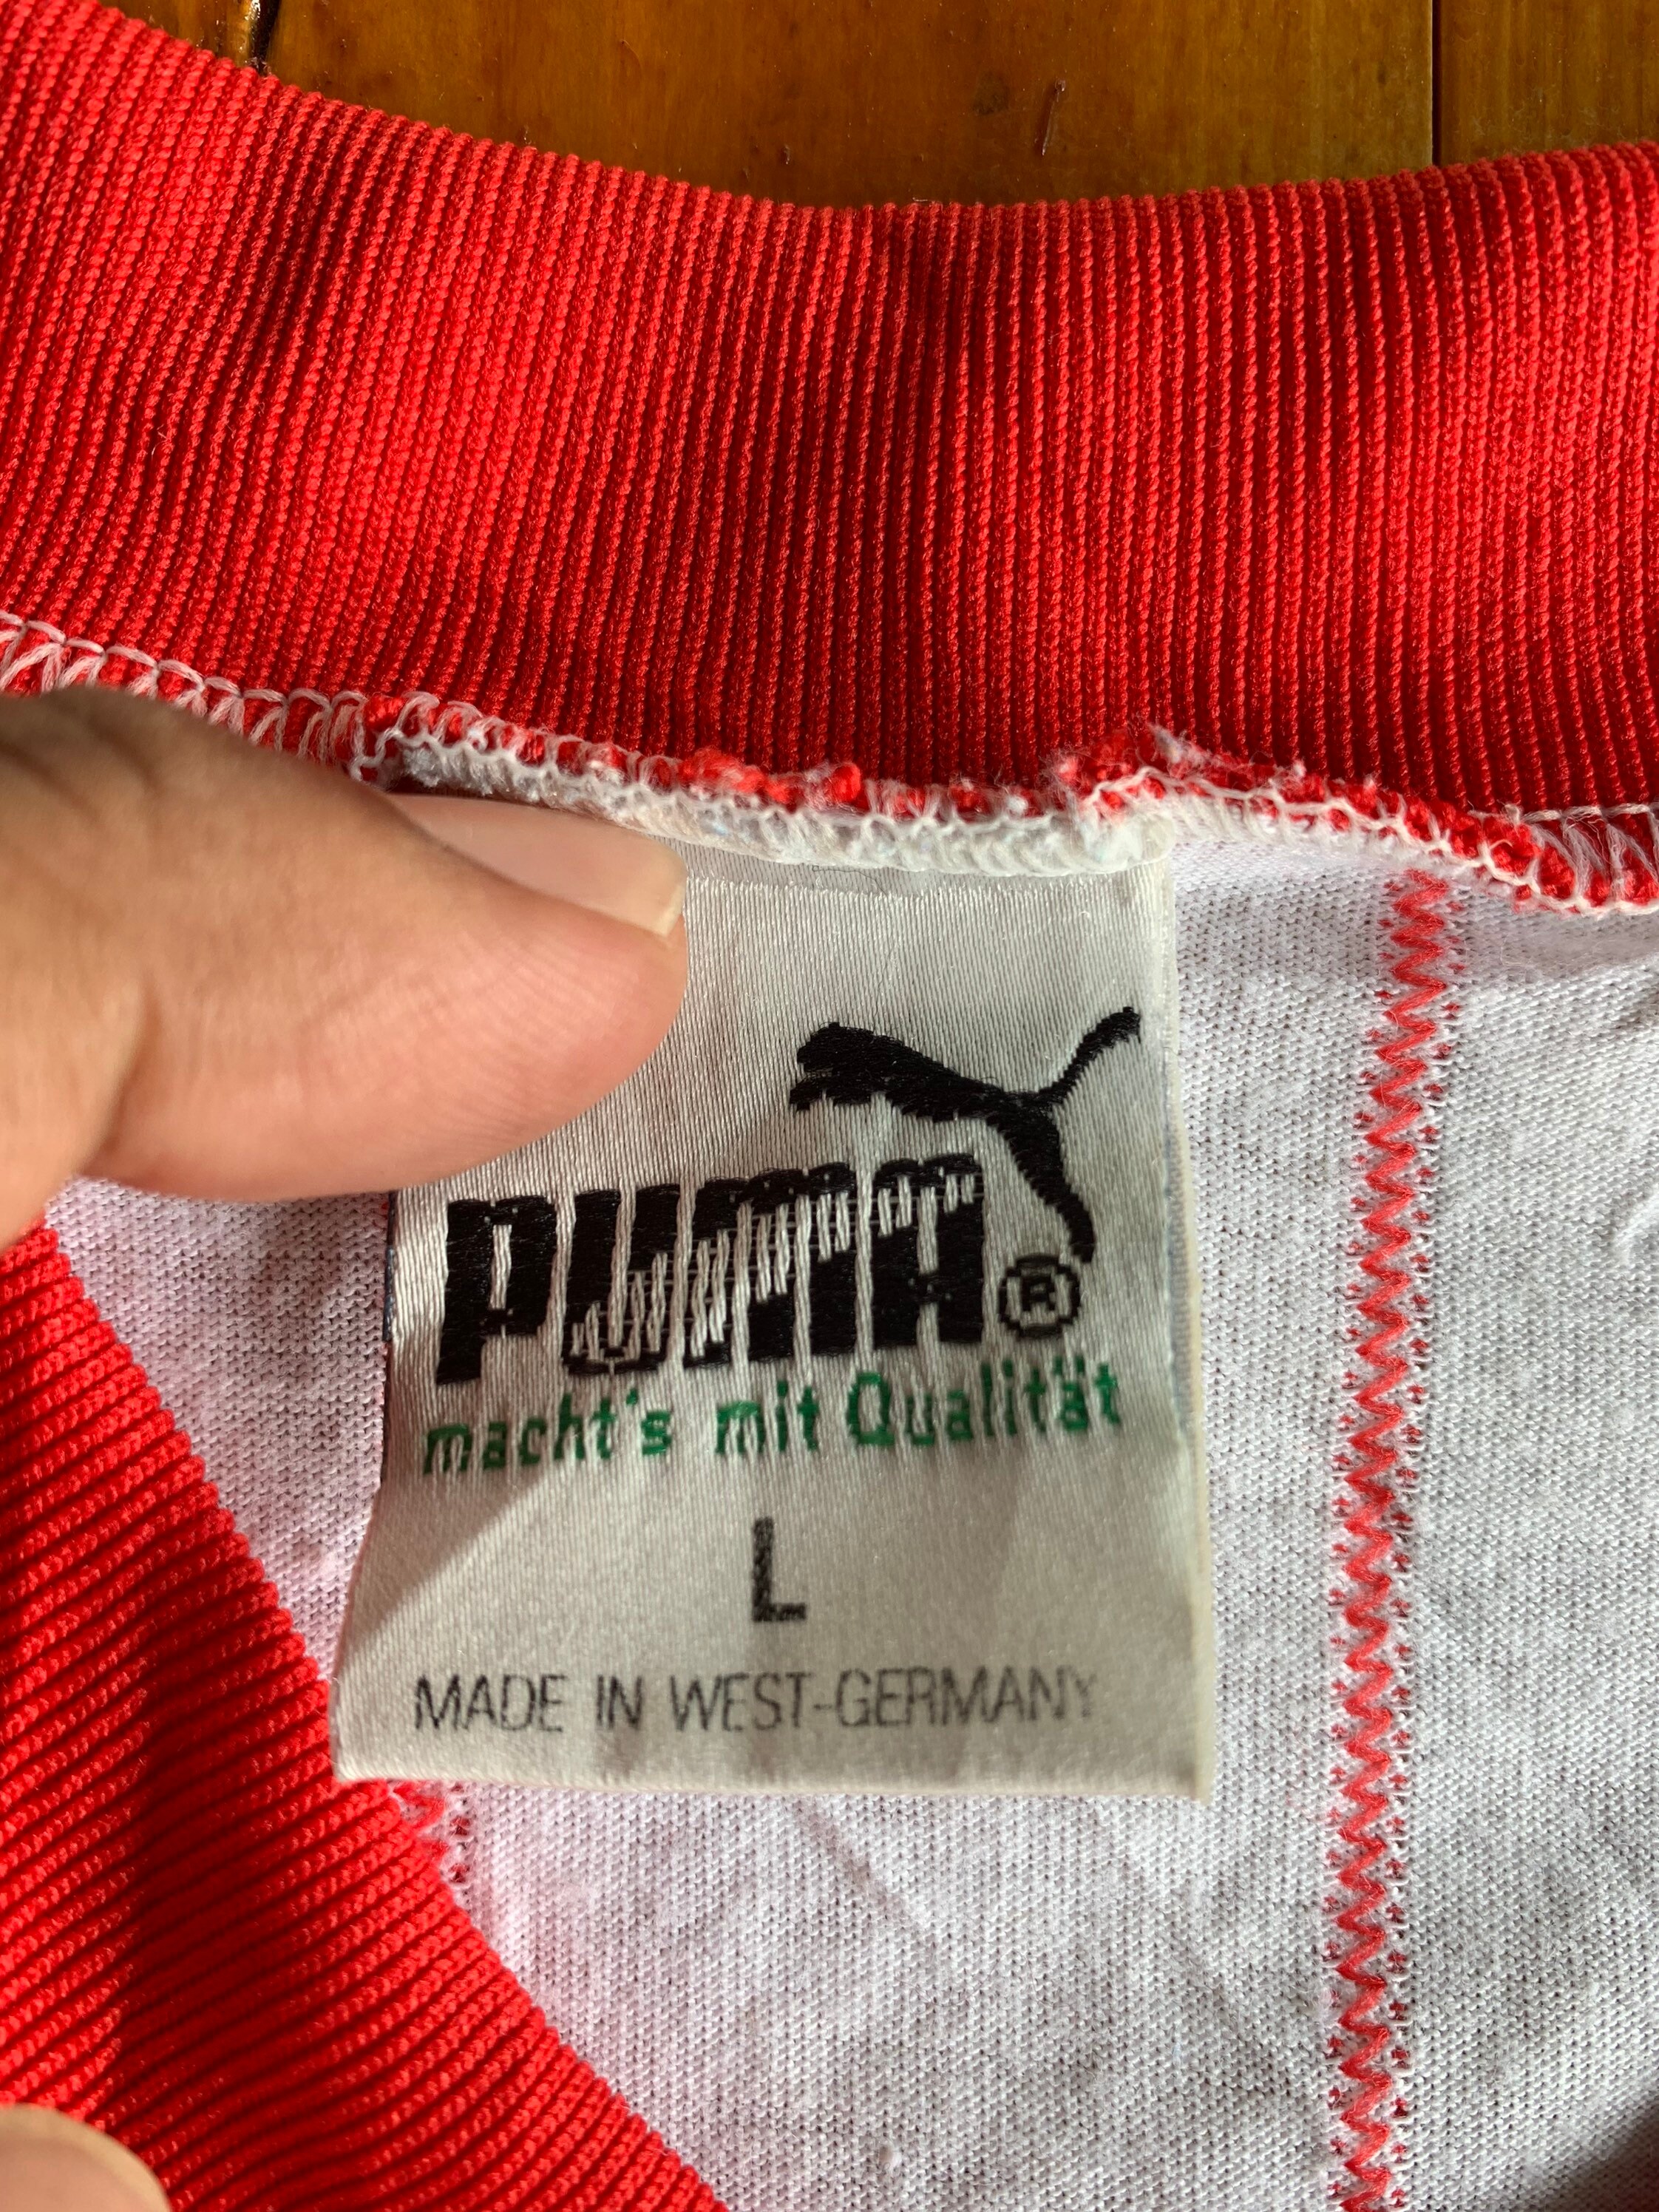 PUMA®
macht's mit Qualität
L
MADE IN WEST-GERMANY